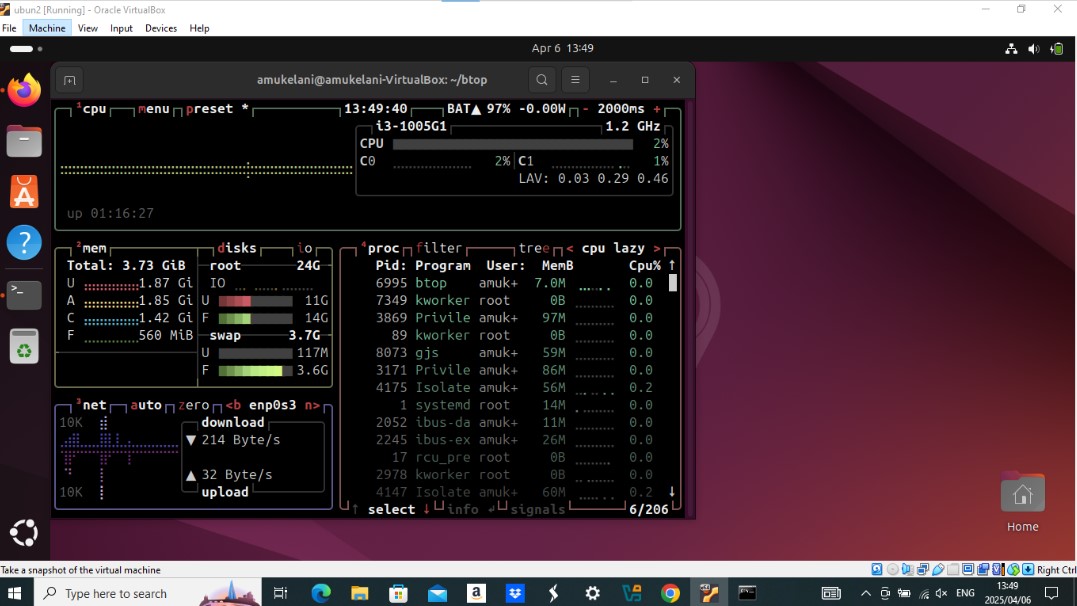 ubun2 [Running] - Oracle VirtualBox
File Machine View Input Devices Help
Apr 6 13:49
amukelani@amukelani-VirtualBox: ~/btop
1cpu menu preset * 13:49:40 BAT▲ 97% -0.00W - 2000ms +
i3-1005G1 1.2 GHz
CPU 2%
C0 2% C1 1%
LAV: 0.03 0.29 0.46
up 01:16:27
2mem disks io
Total: 3.73 GiB root 24G
U 1.87 Gi IO
A 1.85 Gi U 11G
C 1.42 Gi F 14G
F 560 MiB swap 3.7G
U 117M
F 3.6G
4proc filter tree < cpu lazy >
Pid: Program User: MemB Cpu% ↑
6995 btop amuk+ 7.0M 0.0
7349 kworker root 0B 0.0
3869 Privile amuk+ 97M 0.0
89 kworker root 0B 0.0
8073 gjs amuk+ 59M 0.0
3171 Privile amuk+ 86M 0.0
4175 Isolate amuk+ 56M 0.2
1 systemd root 14M 0.0
2052 ibus-da amuk+ 11M 0.0
2245 ibus-ex amuk+ 26M 0.0
17 rcu_pre root 0B 0.0
2978 kworker root 0B 0.0
4147 Isolate amuk+ 60M 0.2 ↓
↑ select ↓ info ↲ signals 6/206
3net auto zero <b enp0s3 n>
10K download
▼ 214 Byte/s
▲ 32 Byte/s
10K upload
Home
Take a snapshot of the virtual machine
Right Ctrl
Type here to search
ENG
13:49
2025/04/06